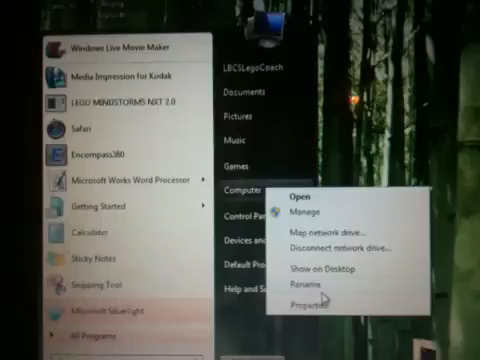 Windows Live Movie Maker
Media Impression for Kodak
LEGO MINDSTORMS NXT 2.0
Safari
Encompass360
Microsoft Works Word Processor
Getting Started
Calculator
Sticky Notes
Snipping Tool
Microsoft Silverlight
All Programs
LBCSLegoCoach
Documents
Pictures
Music
Games
Computer
Control Pa
Devices and
Default Pro
Help and S
Open
Manage
Map network drive...
Disconnect network drive...
Show on Desktop
Rename
Properties